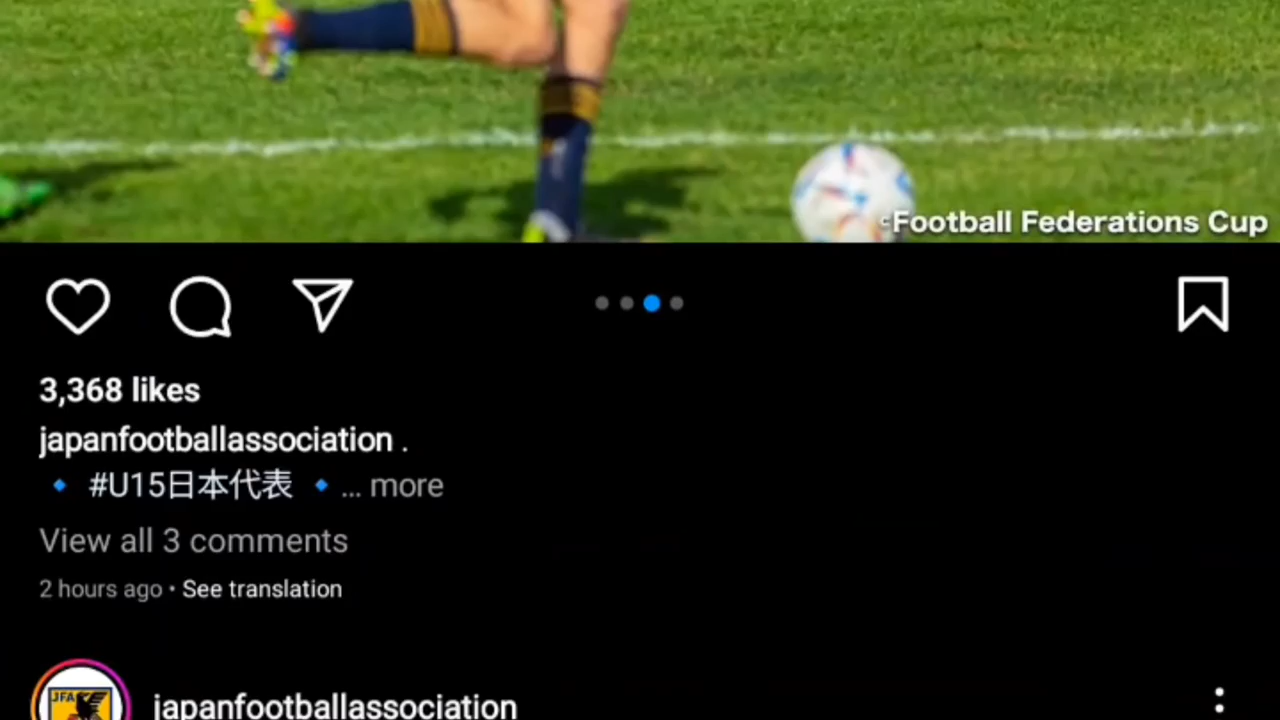 Football Federations Cup
3,368 likes
japanfootballassociation .
🔹 #U15日本代表 🔹 ... more
View all 3 comments
2 hours ago • See translation
JFA
japanfootballassociation